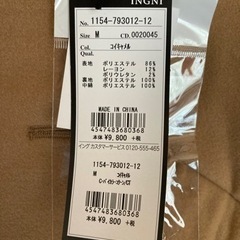 INGNI
No. 1154-793012-12
Size M CD.0020045
Col. コイキャメル
Qual.
表地 ポリエステル 86%
レーヨン 12%
ポリウレタン 2%
裏地 ポリエステル 100%
中綿 ポリエステル 100%
MADE IN CHINA
4547483680368
本体 ¥ 9,800 +税
イング カスタマーサービス 0120-555-465
1154-793012-12
M コイキャメル
4547483680368
本体 ¥ 9,800 +税